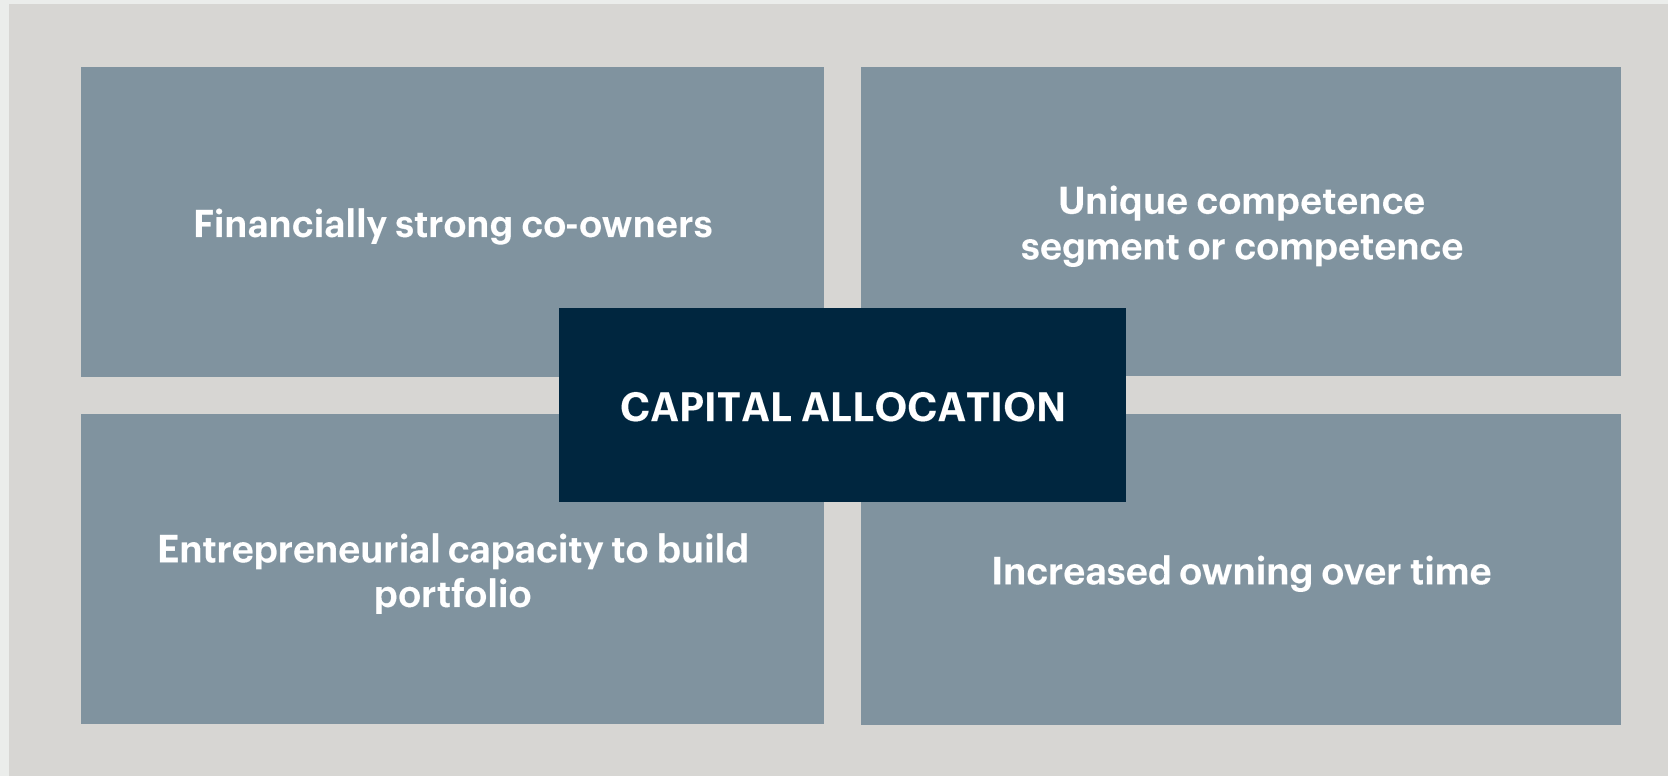 Financially strong co-owners
Unique competence
segment or competence
CAPITAL ALLOCATION
Entrepreneurial capacity to build
portfolio
Increased owning over time